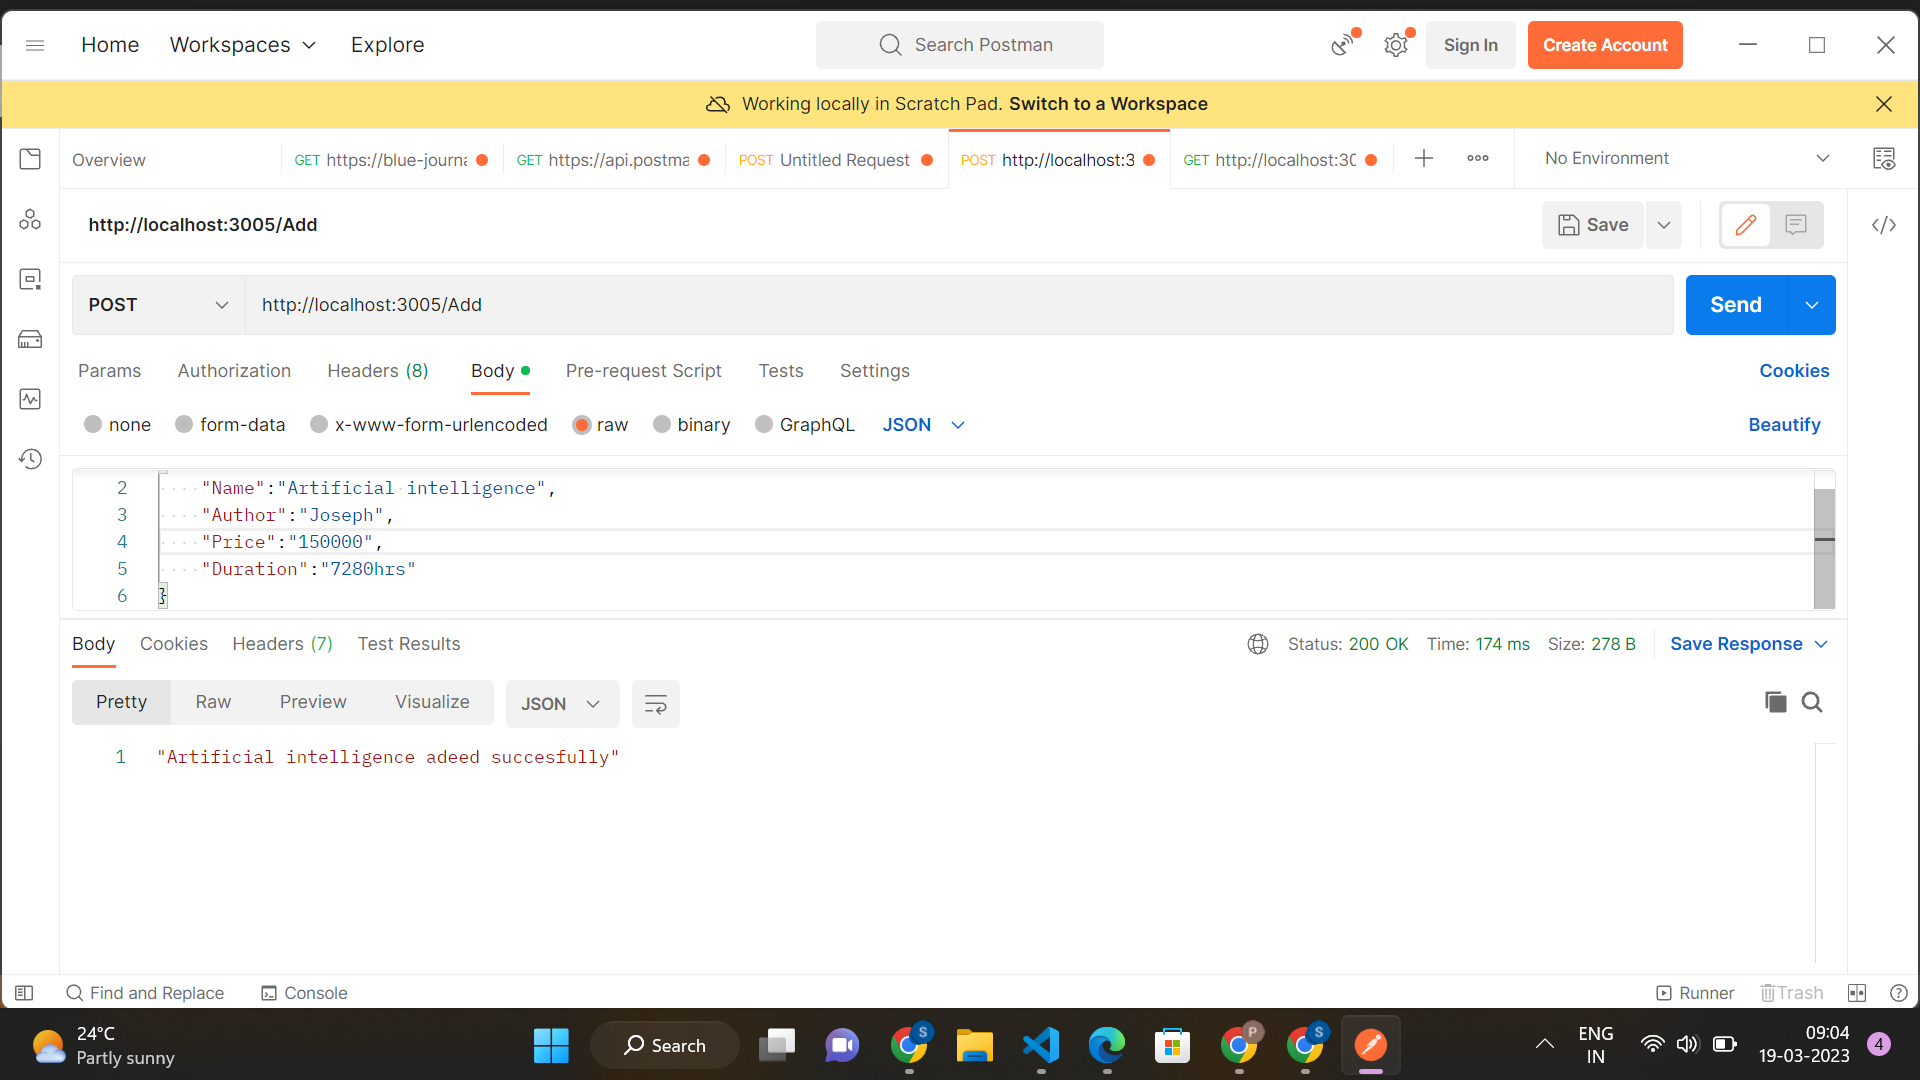 Home Workspaces Explore Search Postman Sign In Create Account
Working locally in Scratch Pad. Switch to a Workspace
Overview GET https://blue-journa GET https://api.postma POST Untitled Request POST http://localhost:3 GET http://localhost:30 No Environment
http://localhost:3005/Add Save
POST http://localhost:3005/Add Send
Params Authorization Headers (8) Body Pre-request Script Tests Settings Cookies
none form-data x-www-form-urlencoded raw binary GraphQL JSON Beautify
2 "Name":"Artificial intelligence",
3 "Author":"Joseph",
4 "Price":"150000",
5 "Duration":"7280hrs"
6 }
Body Cookies Headers (7) Test Results Status: 200 OK Time: 174 ms Size: 278 B Save Response
Pretty Raw Preview Visualize JSON
1 "Artificial intelligence adeed succesfully"
Find and Replace Console Runner Trash
24°C
Partly sunny
Search
S
P
S
ENG
IN
09:04
19-03-2023
4